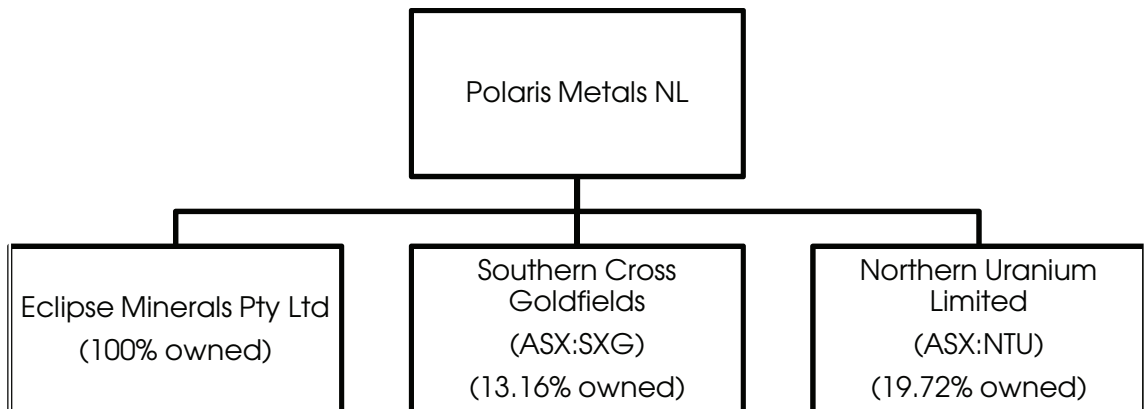 Polaris Metals NL
Eclipse Minerals Pty Ltd
(100% owned)
Southern Cross
Goldfields
(ASX:SXG)
(13.16% owned)
Northern Uranium
Limited
(ASX:NTU)
(19.72% owned)